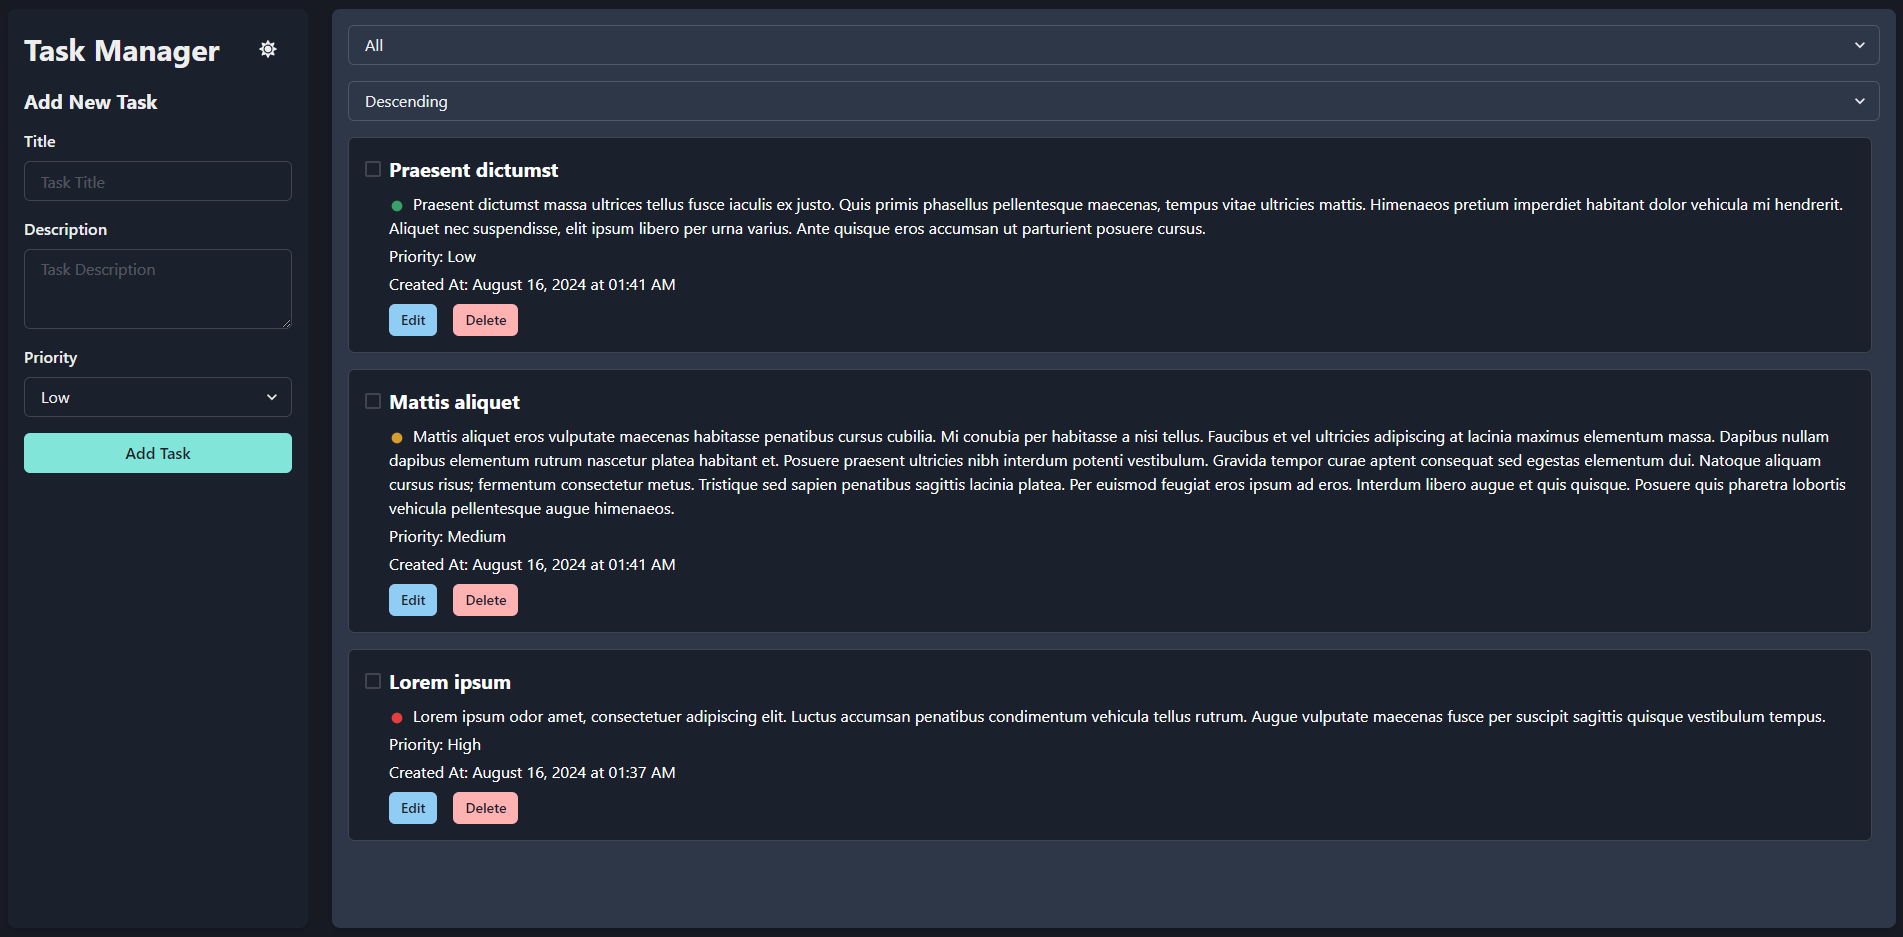 Task Manager
Add New Task
Title
Task Title
Description
Task Description
Priority
Low
Add Task
All
Descending
Praesent dictumst
Praesent dictumst massa ultrices tellus fusce iaculis ex justo. Quis primis phasellus pellentesque maecenas, tempus vitae ultricies mattis. Himenaeos pretium imperdiet habitant dolor vehicula mi hendrerit.
Aliquet nec suspendisse, elit ipsum libero per urna varius. Ante quisque eros accumsan ut parturient posuere cursus.
Priority: Low
Created At: August 16, 2024 at 01:41 AM
Edit Delete
Mattis aliquet
Mattis aliquet eros vulputate maecenas habitasse penatibus cursus cubilia. Mi conubia per habitasse a nisi tellus. Faucibus et vel ultricies adipiscing at lacinia maximus elementum massa. Dapibus nullam
dapibus elementum rutrum nascetur platea habitant et. Posuere praesent ultricies nibh interdum potenti vestibulum. Gravida tempor curae aptent consequat sed egestas elementum dui. Natoque aliquam
cursus risus; fermentum consectetur metus. Tristique sed sapien penatibus sagittis lacinia platea. Per euismod feugiat eros ipsum ad eros. Interdum libero augue et quis quisque. Posuere quis pharetra lobortis
vehicula pellentesque augue himenaeos.
Priority: Medium
Created At: August 16, 2024 at 01:41 AM
Edit Delete
Lorem ipsum
Lorem ipsum odor amet, consectetuer adipiscing elit. Luctus accumsan penatibus condimentum vehicula tellus rutrum. Augue vulputate maecenas fusce per suscipit sagittis quisque vestibulum tempus.
Priority: High
Created At: August 16, 2024 at 01:37 AM
Edit Delete